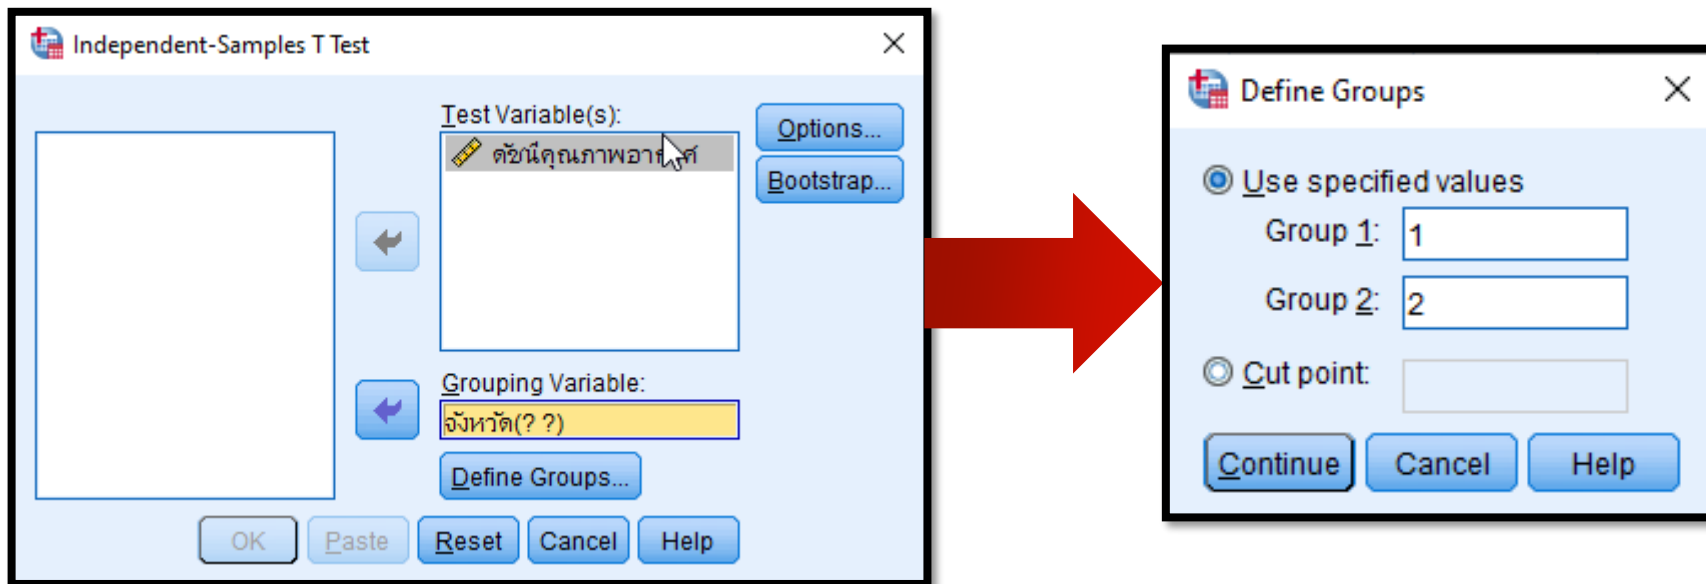 Independent-Samples T Test
Test Variable(s):
Options...
Bootstrap...
Grouping Variable:
จังหวัด(? ?)
Define Groups...
OK
Paste
Reset
Cancel
Help
Define Groups
Use specified values
Group 1:
1
Group 2:
2
Cut point:
Continue
Cancel
Help